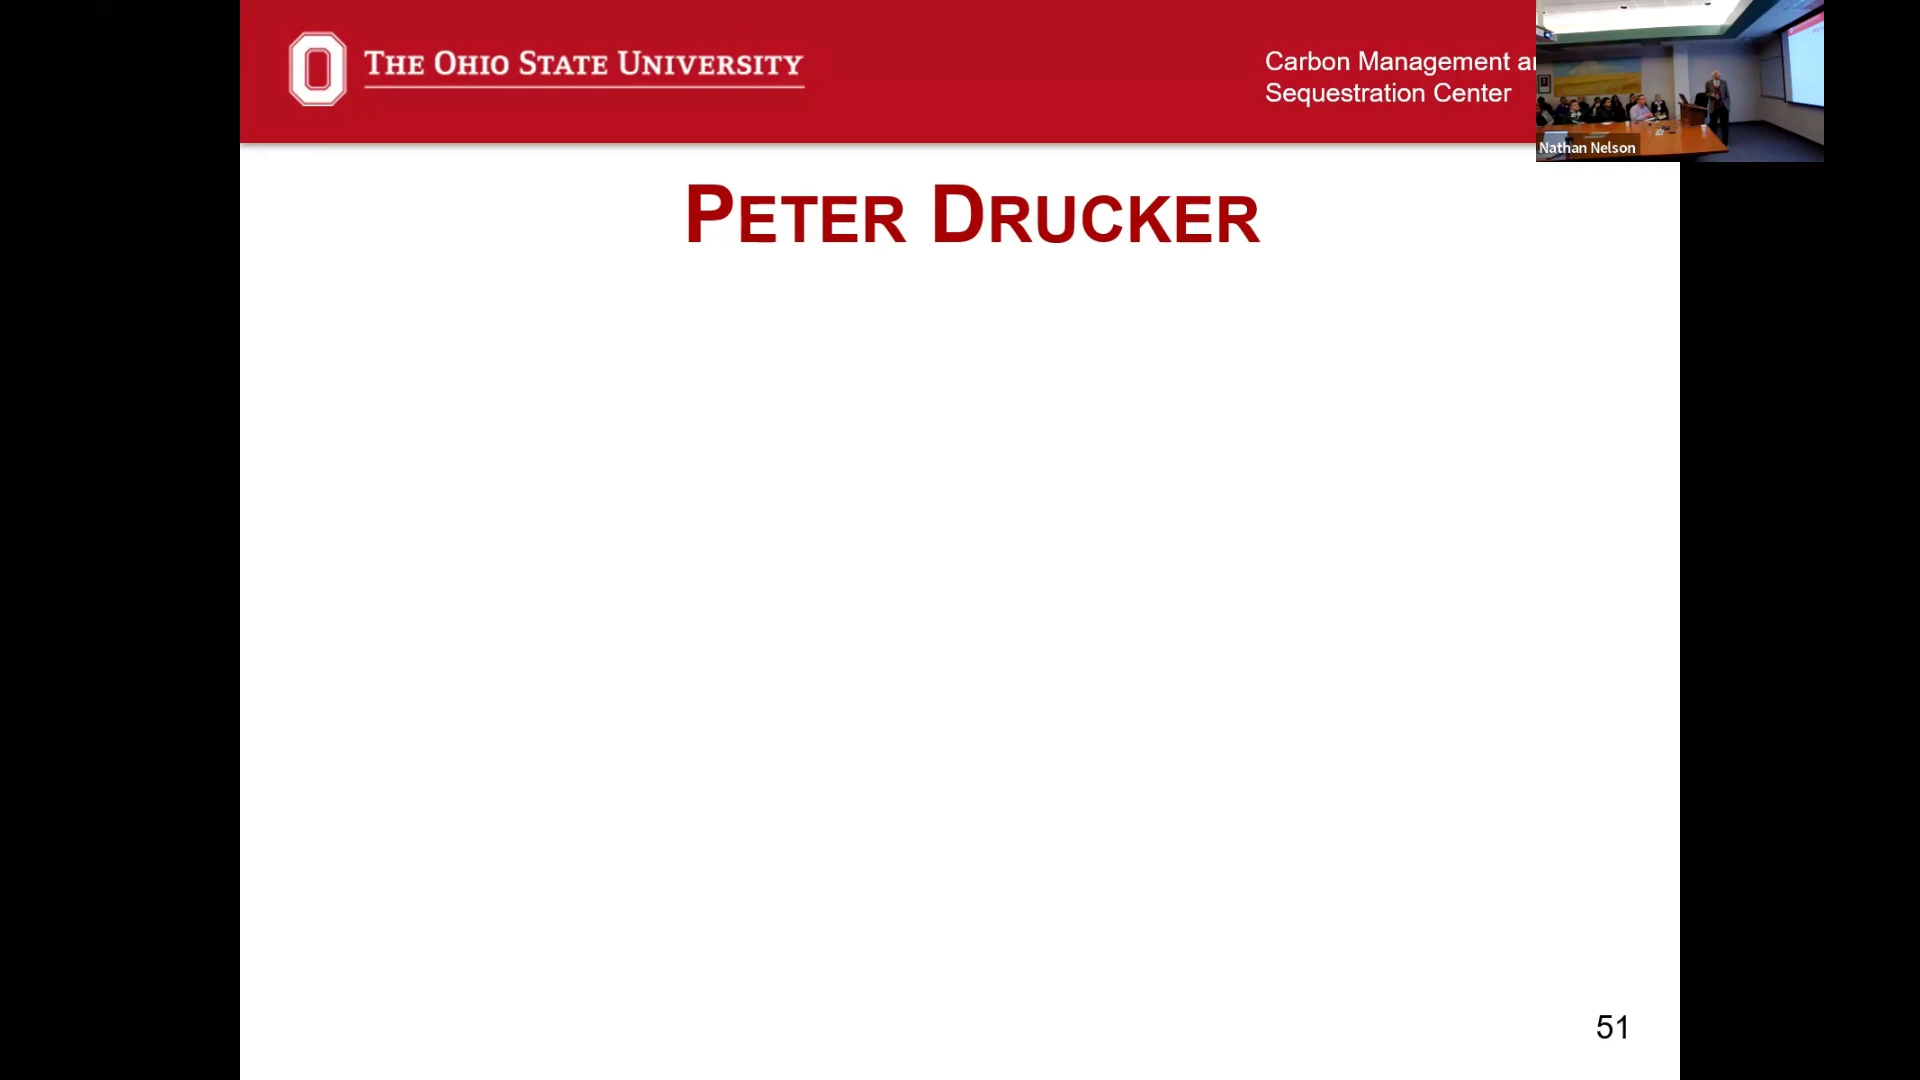 THE OHIO STATE UNIVERSITY
Carbon Management a
Sequestration Center
Nathan Nelson
PETER DRUCKER
51